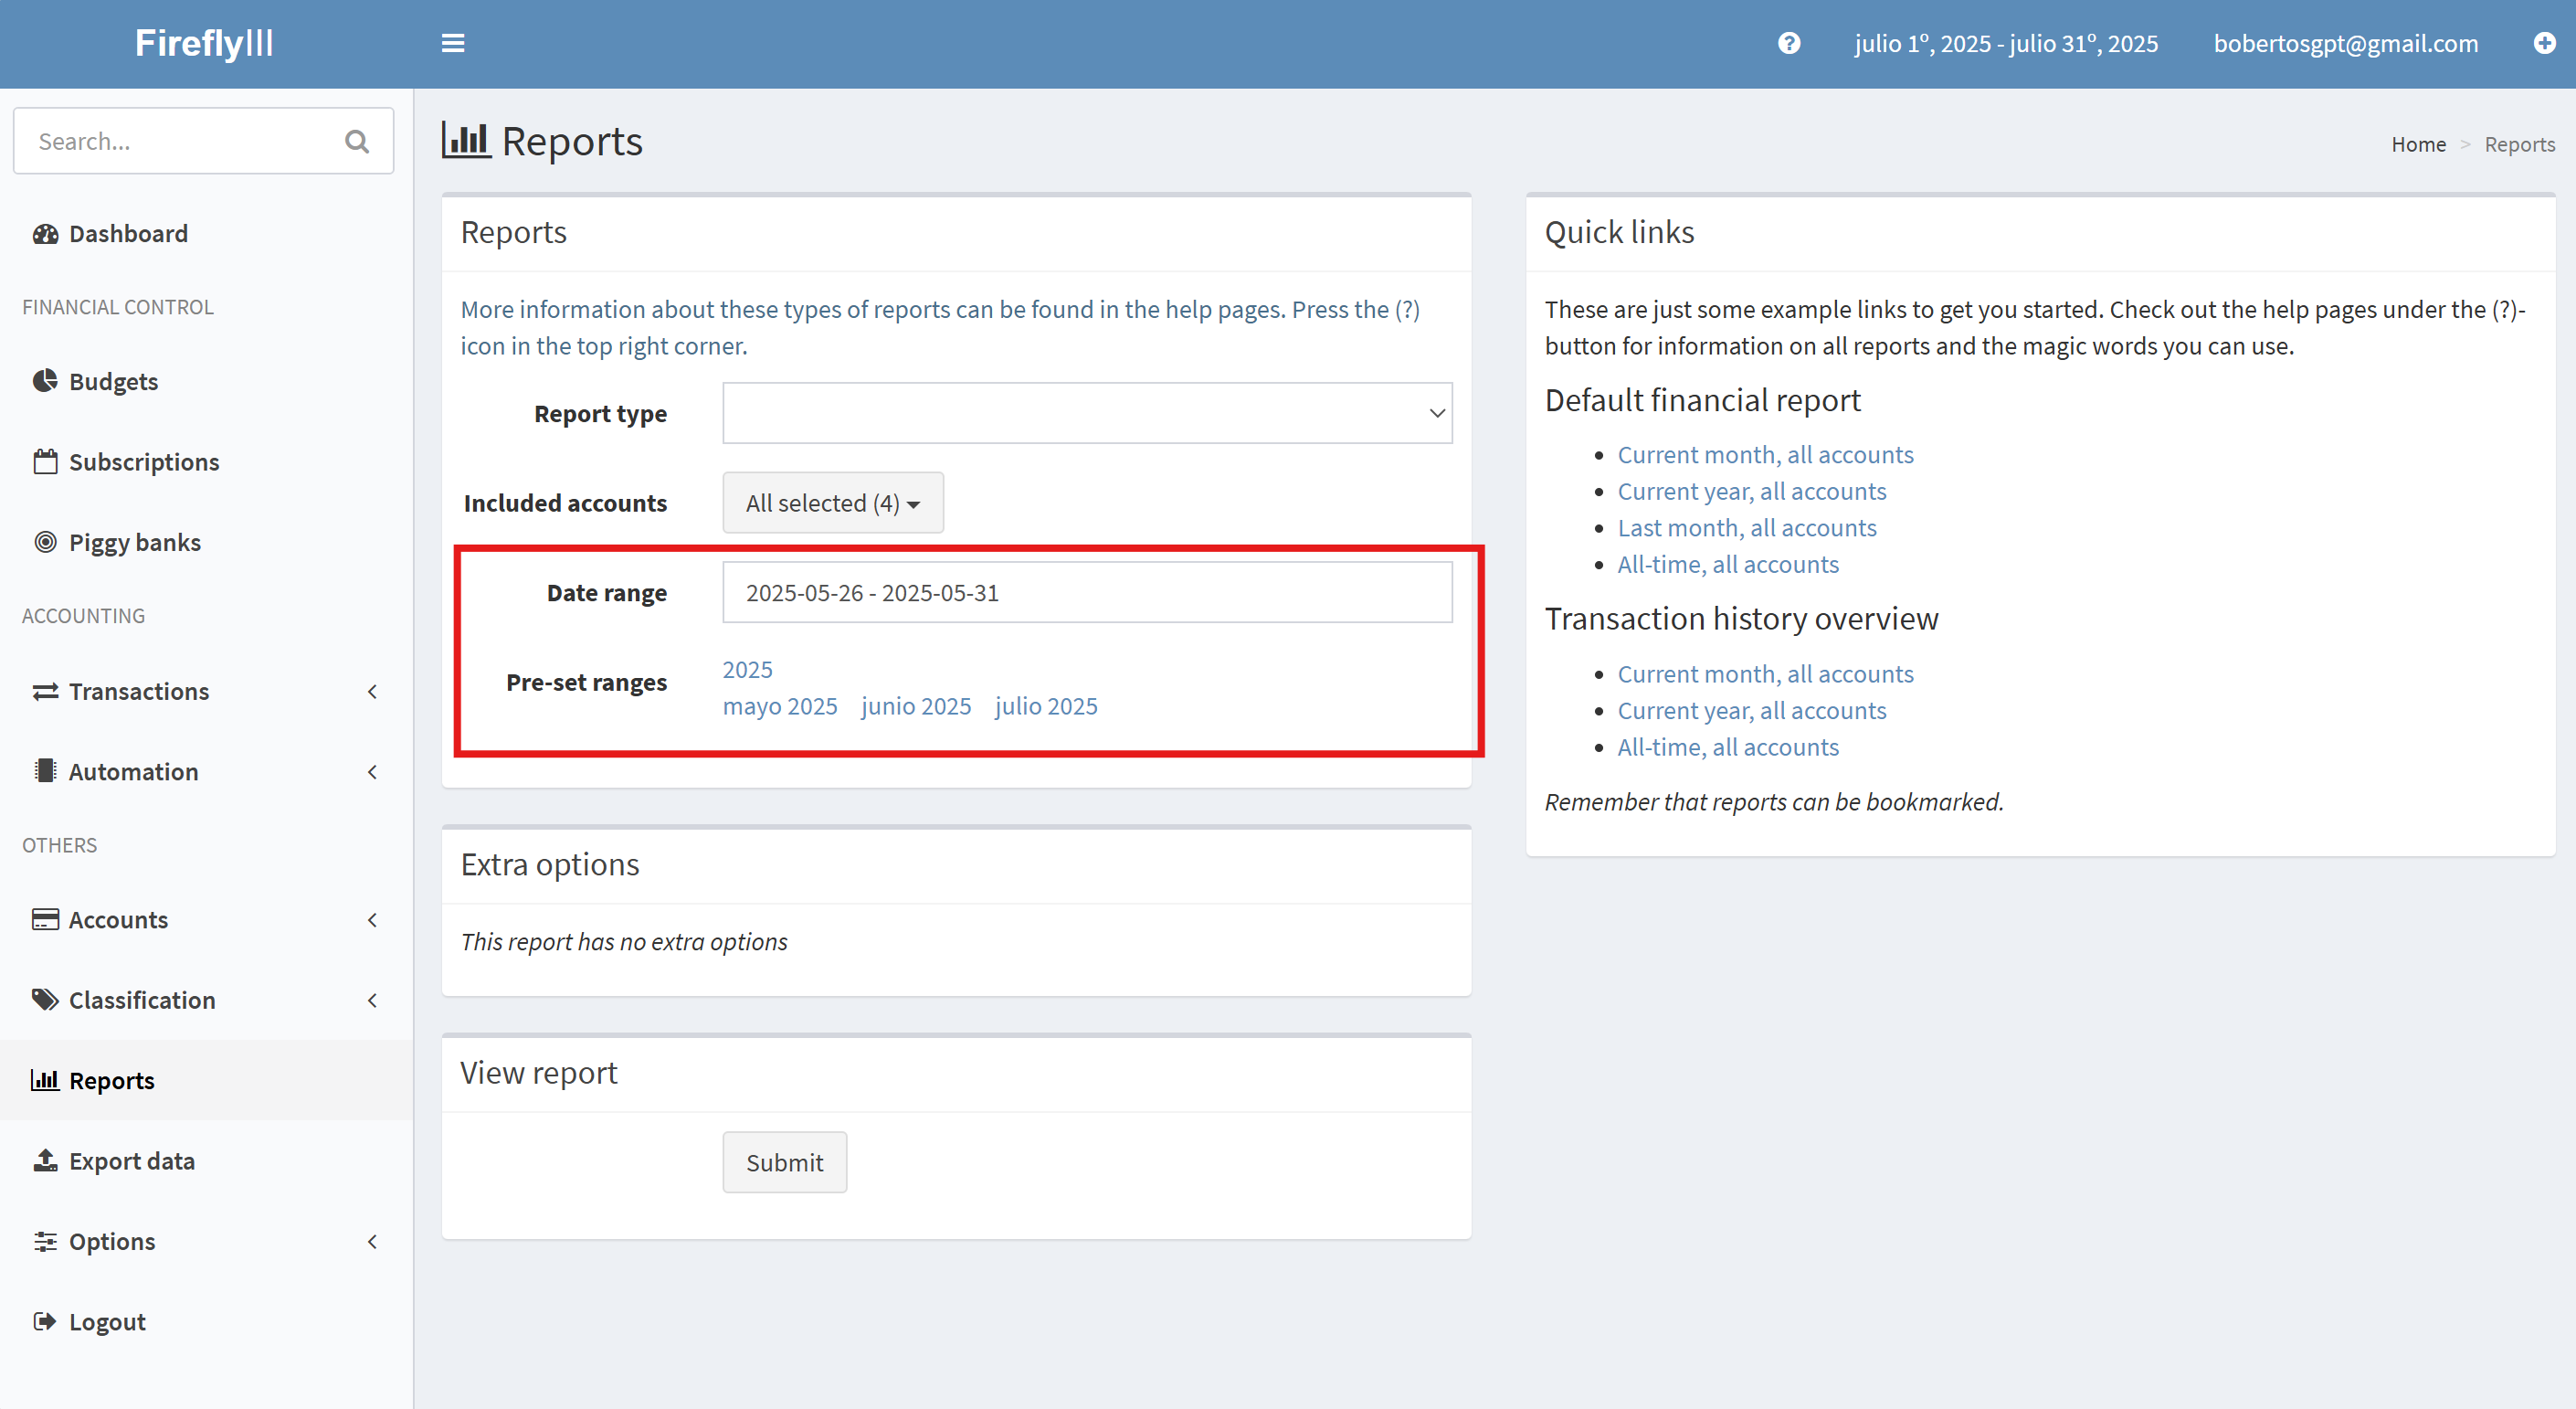 FireflyIII
julio 1º, 2025 - julio 31º, 2025
bobertosgpt@gmail.com
Search...
Dashboard
FINANCIAL CONTROL
Budgets
Subscriptions
Piggy banks
ACCOUNTING
Transactions
Automation
OTHERS
Accounts
Classification
Reports
Export data
Options
Logout
Reports
Home > Reports
Reports
More information about these types of reports can be found in the help pages. Press the (?)
icon in the top right corner.
Report type
Included accounts
All selected (4)
Date range
2025-05-26 - 2025-05-31
Pre-set ranges
2025
mayo 2025 junio 2025 julio 2025
Extra options
This report has no extra options
View report
Submit
Quick links
These are just some example links to get you started. Check out the help pages under the (?)-
button for information on all reports and the magic words you can use.
Default financial report
Current month, all accounts
Current year, all accounts
Last month, all accounts
All-time, all accounts
Transaction history overview
Current month, all accounts
Current year, all accounts
All-time, all accounts
Remember that reports can be bookmarked.